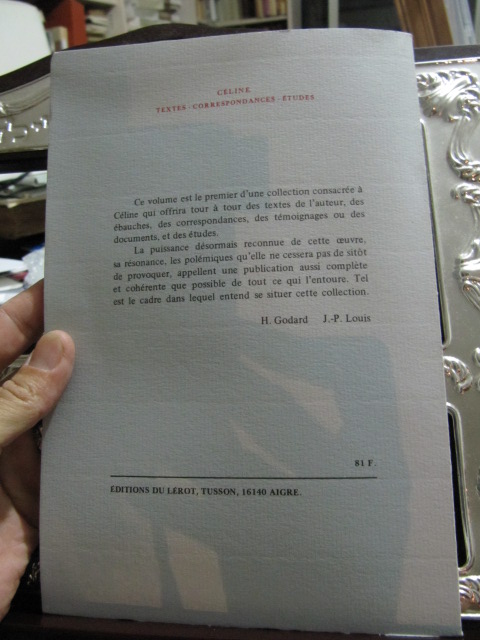 CÉLINE
TEXTES - CORRESPONDANCES - ÉTUDES
Ce volume est le premier d'une collection consacrée à
Céline qui offrira tour à tour des textes de l'auteur, des
ébauches, des correspondances, des témoignages ou des
documents, et des études.
La puissance désormais reconnue de cette œuvre,
sa résonance, les polémiques qu'elle ne cessera pas de sitôt
de provoquer, appellent une publication aussi complète
et cohérente que possible de tout ce qui l'entoure. Tel
est le cadre dans lequel entend se situer cette collection.
H. Godard J.-P. Louis
81 F.
EDITIONS DU LÉROT, TUSSON, 16140 AIGRE.